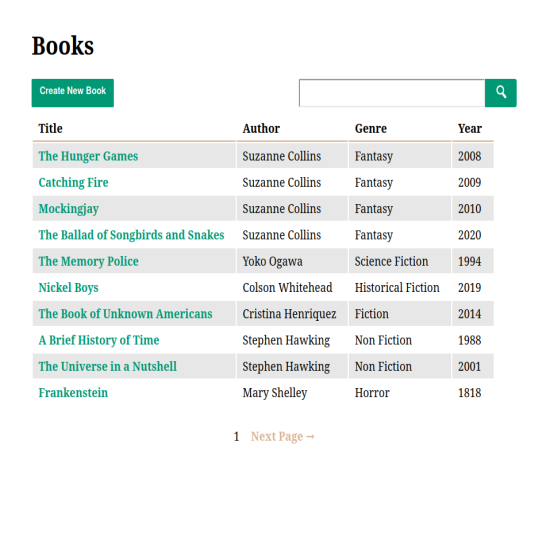 Books
Create New Book
Title Author Genre Year
The Hunger Games Suzanne Collins Fantasy 2008
Catching Fire Suzanne Collins Fantasy 2009
Mockingjay Suzanne Collins Fantasy 2010
The Ballad of Songbirds and Snakes Suzanne Collins Fantasy 2020
The Memory Police Yoko Ogawa Science Fiction 1994
Nickel Boys Colson Whitehead Historical Fiction 2019
The Book of Unknown Americans Cristina Henriquez Fiction 2014
A Brief History of Time Stephen Hawking Non Fiction 1988
The Universe in a Nutshell Stephen Hawking Non Fiction 2001
Frankenstein Mary Shelley Horror 1818
1 Next Page →